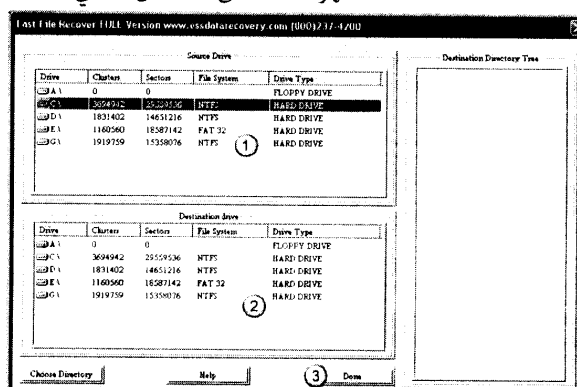 Fast File Recover FULL Version www.essdatarecovery.com (800)237-4200
Source Drive
Drive Clusters Sectors File System Drive Type
A:\ 0 0 FLOPPY DRIVE
C:\ 3694942 29559536 NTFS HARD DRIVE
D:\ 1831402 14651216 NTFS HARD DRIVE
E:\ 1160560 18587142 FAT 32 HARD DRIVE
G:\ 1919759 15358076 NTFS HARD DRIVE
1
Destination drive
Drive Clusters Sectors File System Drive Type
A:\ 0 0 FLOPPY DRIVE
C:\ 3694942 29559536 NTFS HARD DRIVE
D:\ 1831402 14651216 NTFS HARD DRIVE
E:\ 1160560 18587142 FAT 32 HARD DRIVE
G:\ 1919759 15358076 NTFS HARD DRIVE
2
Choose Directory
Help
3 Done
Destination Directory Tree